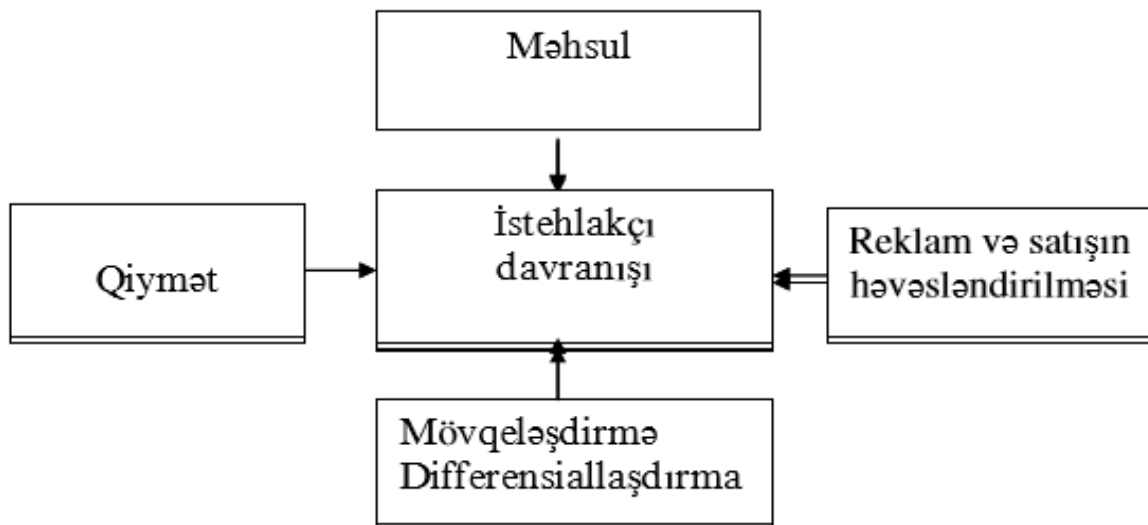 Məhsul
İstehlakçı
davranışı
Qiymət
Reklam və satışın
həvəsləndirilməsi
Mövqeləşdirmə
Differensiallaşdırma